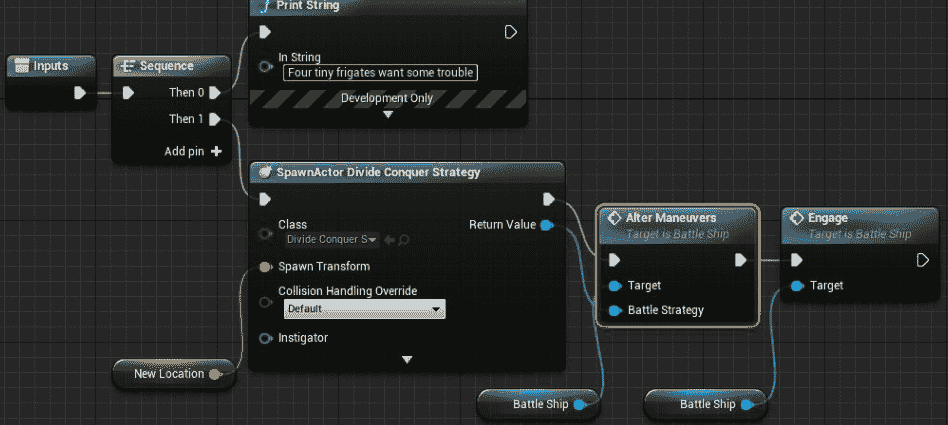 Print String
Inputs
Sequence
Then 0
Then 1
Add pin
In String
Four tiny frigates want some trouble
Development Only
SpawnActor Divide Conquer Strategy
Class
Divide Conquer S
Return Value
Spawn Transform
Collision Handling Override
Default
Instigator
New Location
Alter Maneuvers
Target is Battle Ship
Target
Battle Strategy
Engage
Target is Battle Ship
Target
Battle Ship
Battle Ship